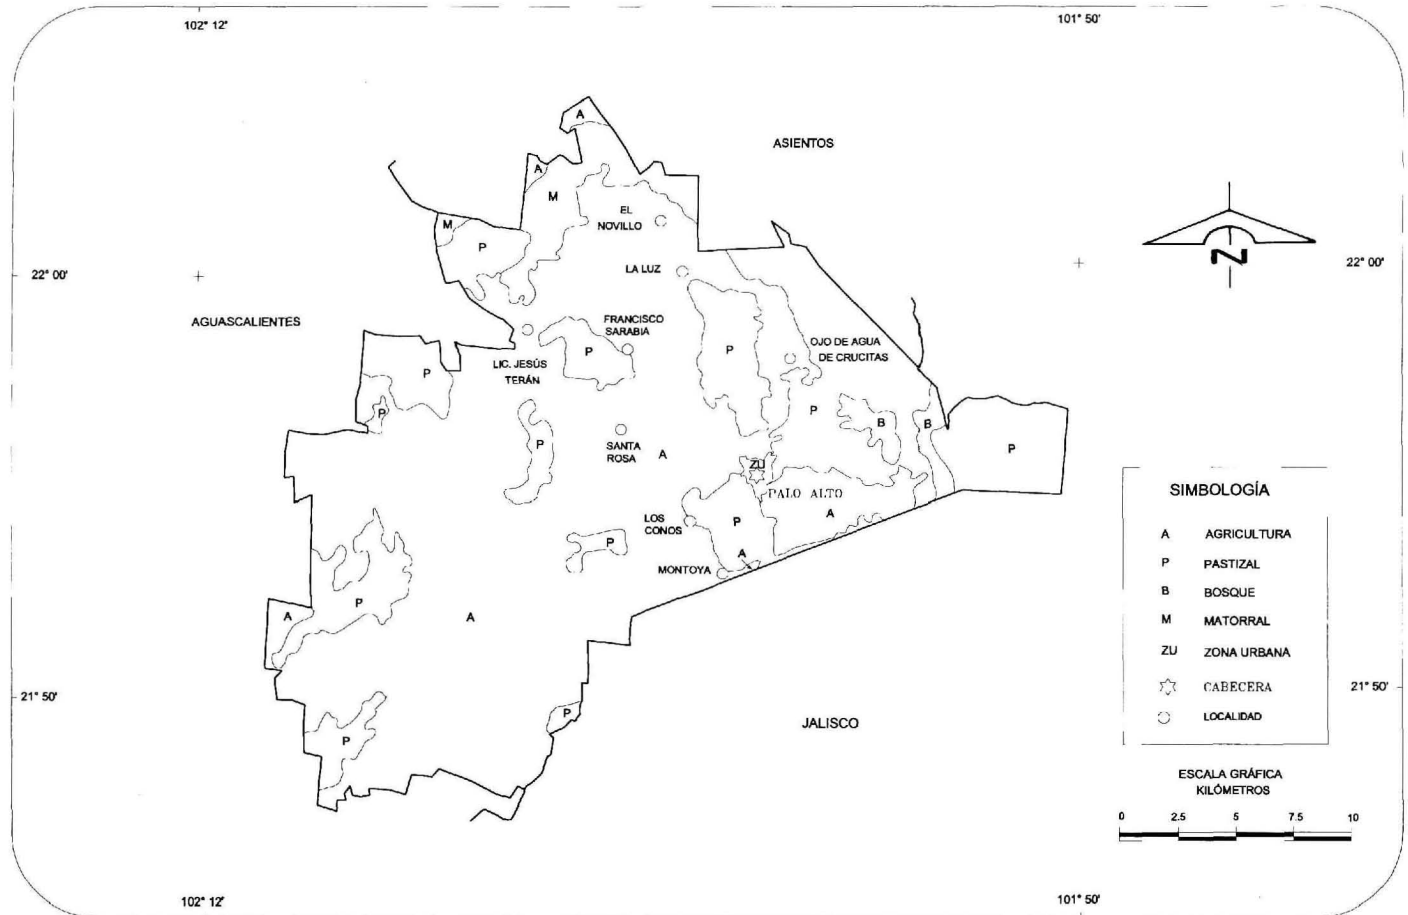 102° 12'
101° 50'
A
ASIENTOS
A
M
EL
NOVILLO
M
P
22° 00'
LA LUZ
22° 00'
N
AGUASCALIENTES
FRANCISCO
SARABIA
P
P
OJO DE AGUA
DE CRUCITAS
LIC. JESÚS
TERÁN
P
P
P
B
B
SANTA
ROSA
P
A
P
ZU
PALO ALTO
LOS
CONOS
P
A
P
A
MONTOYA
P
A
A
21° 50'
P
P
JALISCO
21° 50'
SIMBOLOGÍA
A AGRICULTURA
P PASTIZAL
B BOSQUE
M MATORRAL
ZU ZONA URBANA
CABECERA
LOCALIDAD
ESCALA GRÁFICA
KILÓMETROS
0 2.5 5 7.5 10
102° 12'
101° 50'